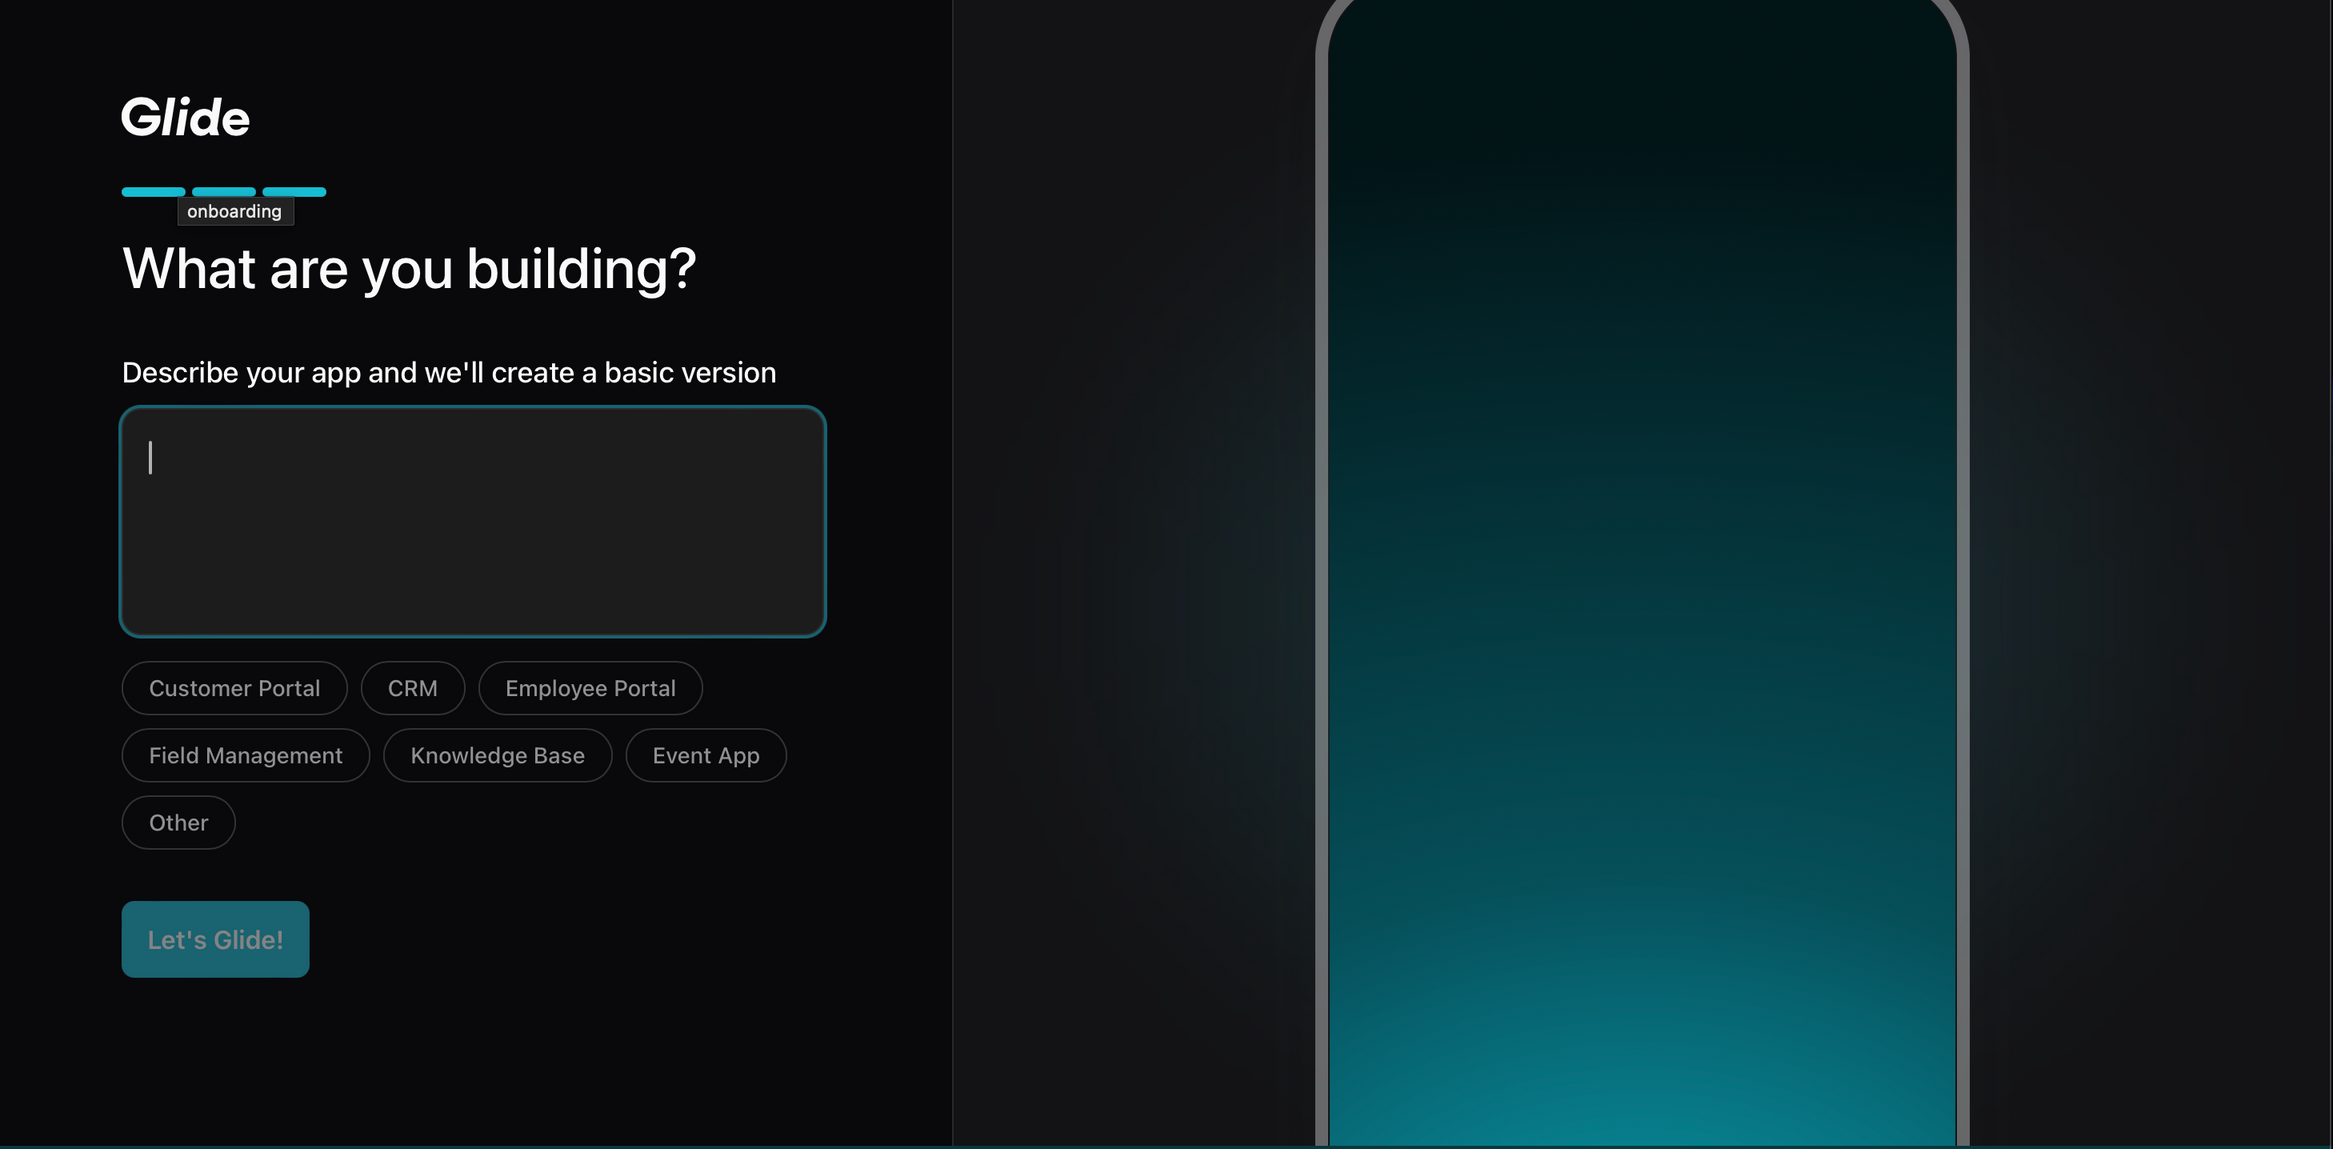 Glide
onboarding
What are you building?
Describe your app and we'll create a basic version
Customer Portal
CRM
Employee Portal
Field Management
Knowledge Base
Event App
Other
Let's Glide!